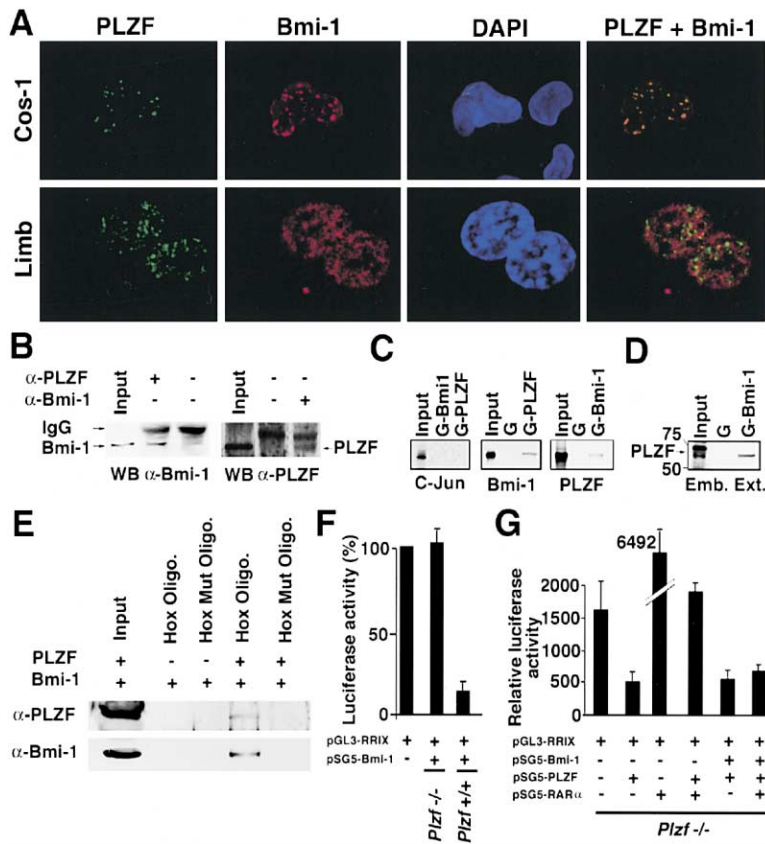 A
PLZF Bmi-1 DAPI PLZF + Bmi-1
Cos-1
Limb
B
α-PLZF + -
α-Bmi-1 - +
Input
Input
IgG
Bmi-1
PLZF
WB α-Bmi-1 WB α-PLZF
C
Input
G-Bmi1
G-PLZF
Input
G
G-PLZF
Input
G
G-Bmi-1
C-Jun Bmi-1 PLZF
D
Input
G
G-Bmi-1
75
PLZF
50
Emb. Ext.
E
Input
Hox Oligo.
Hox Mut Oligo.
Hox Oligo.
Hox Mut Oligo.
PLZF + - - + +
Bmi-1 + + + + +
α-PLZF
α-Bmi-1
F
Luciferase activity (%)
100
50
0
pGL3-RRIX + + +
pSG5-Bmi-1 - + +
Plzf -/-
Plzf +/+
G
Relative luciferase
activity
6492
2000
1500
1000
500
0
pGL3-RRIX + + + + + +
pSG5-Bmi-1 - - - - + +
pSG5-PLZF - + - + + +
pSG5-RARα - - + + - +
Plzf -/-